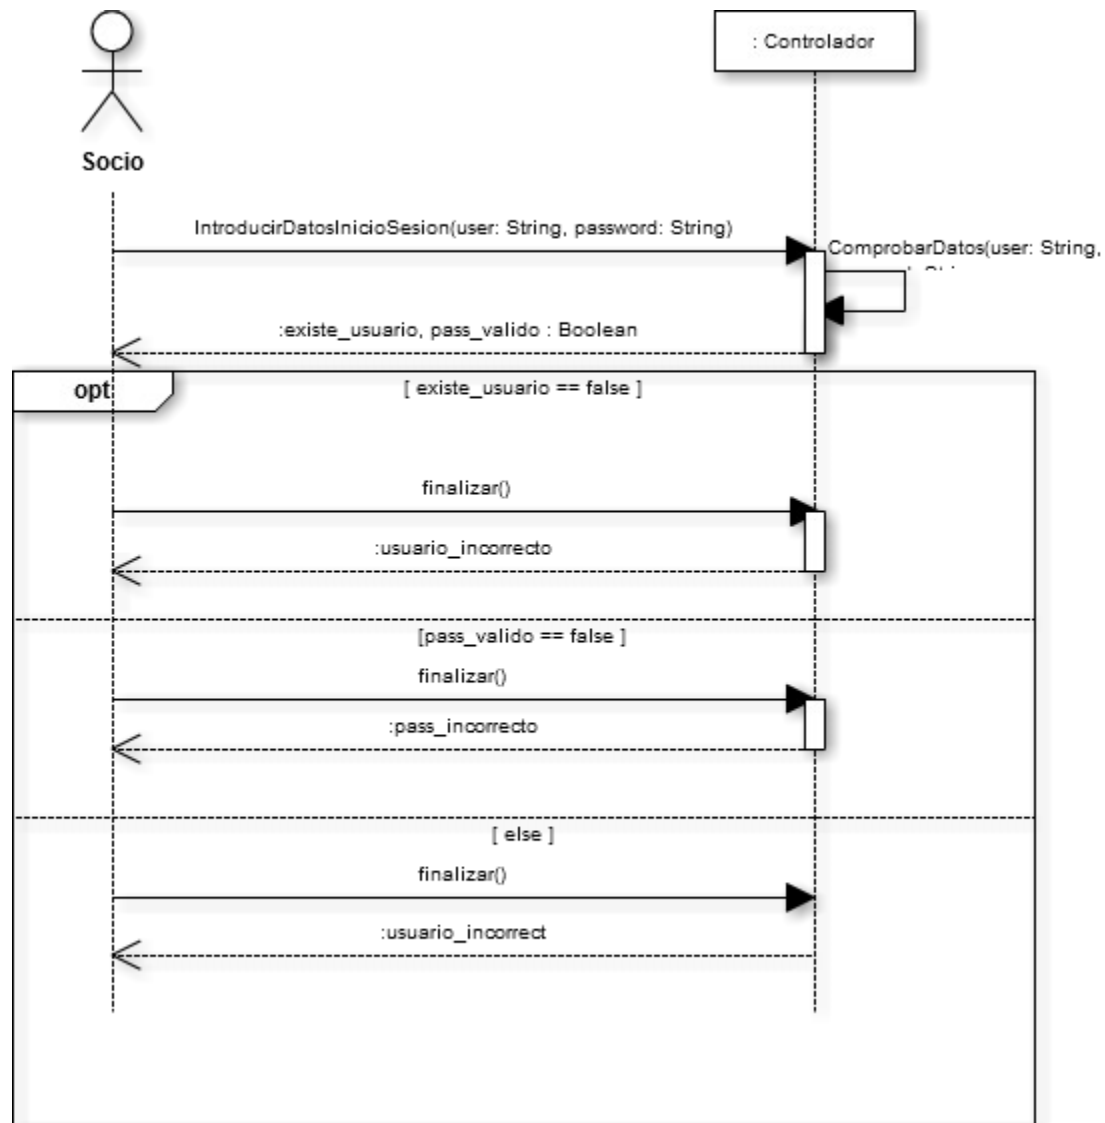 : Controlador
Socio
IntroducirDatosInicioSesion(user: String, password: String)
ComprobarDatos(user: String,
:existe_usuario, pass_valido : Boolean
opt
[ existe_usuario == false ]
finalizar()
:usuario_incorrecto
[pass_valido == false ]
finalizar()
:pass_incorrecto
[ else ]
finalizar()
:usuario_incorrect